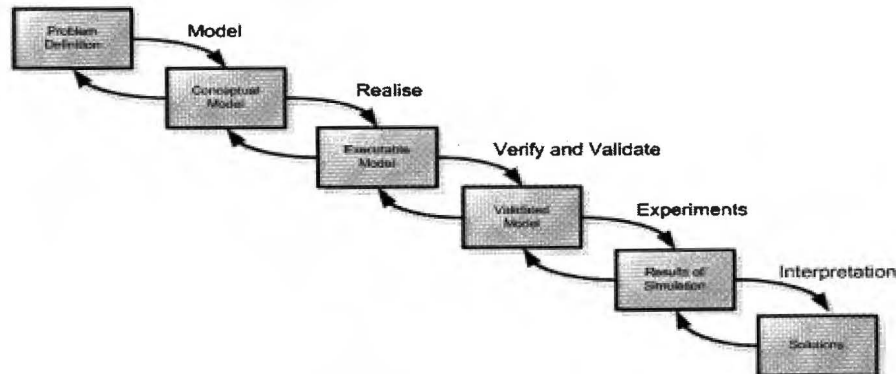 Problem
Definition
Model
Conceptual
Model
Realise
Executable
Model
Verify and Validate
Validated
Model
Experiments
Results of
Simulation
Interpretation
Solutions